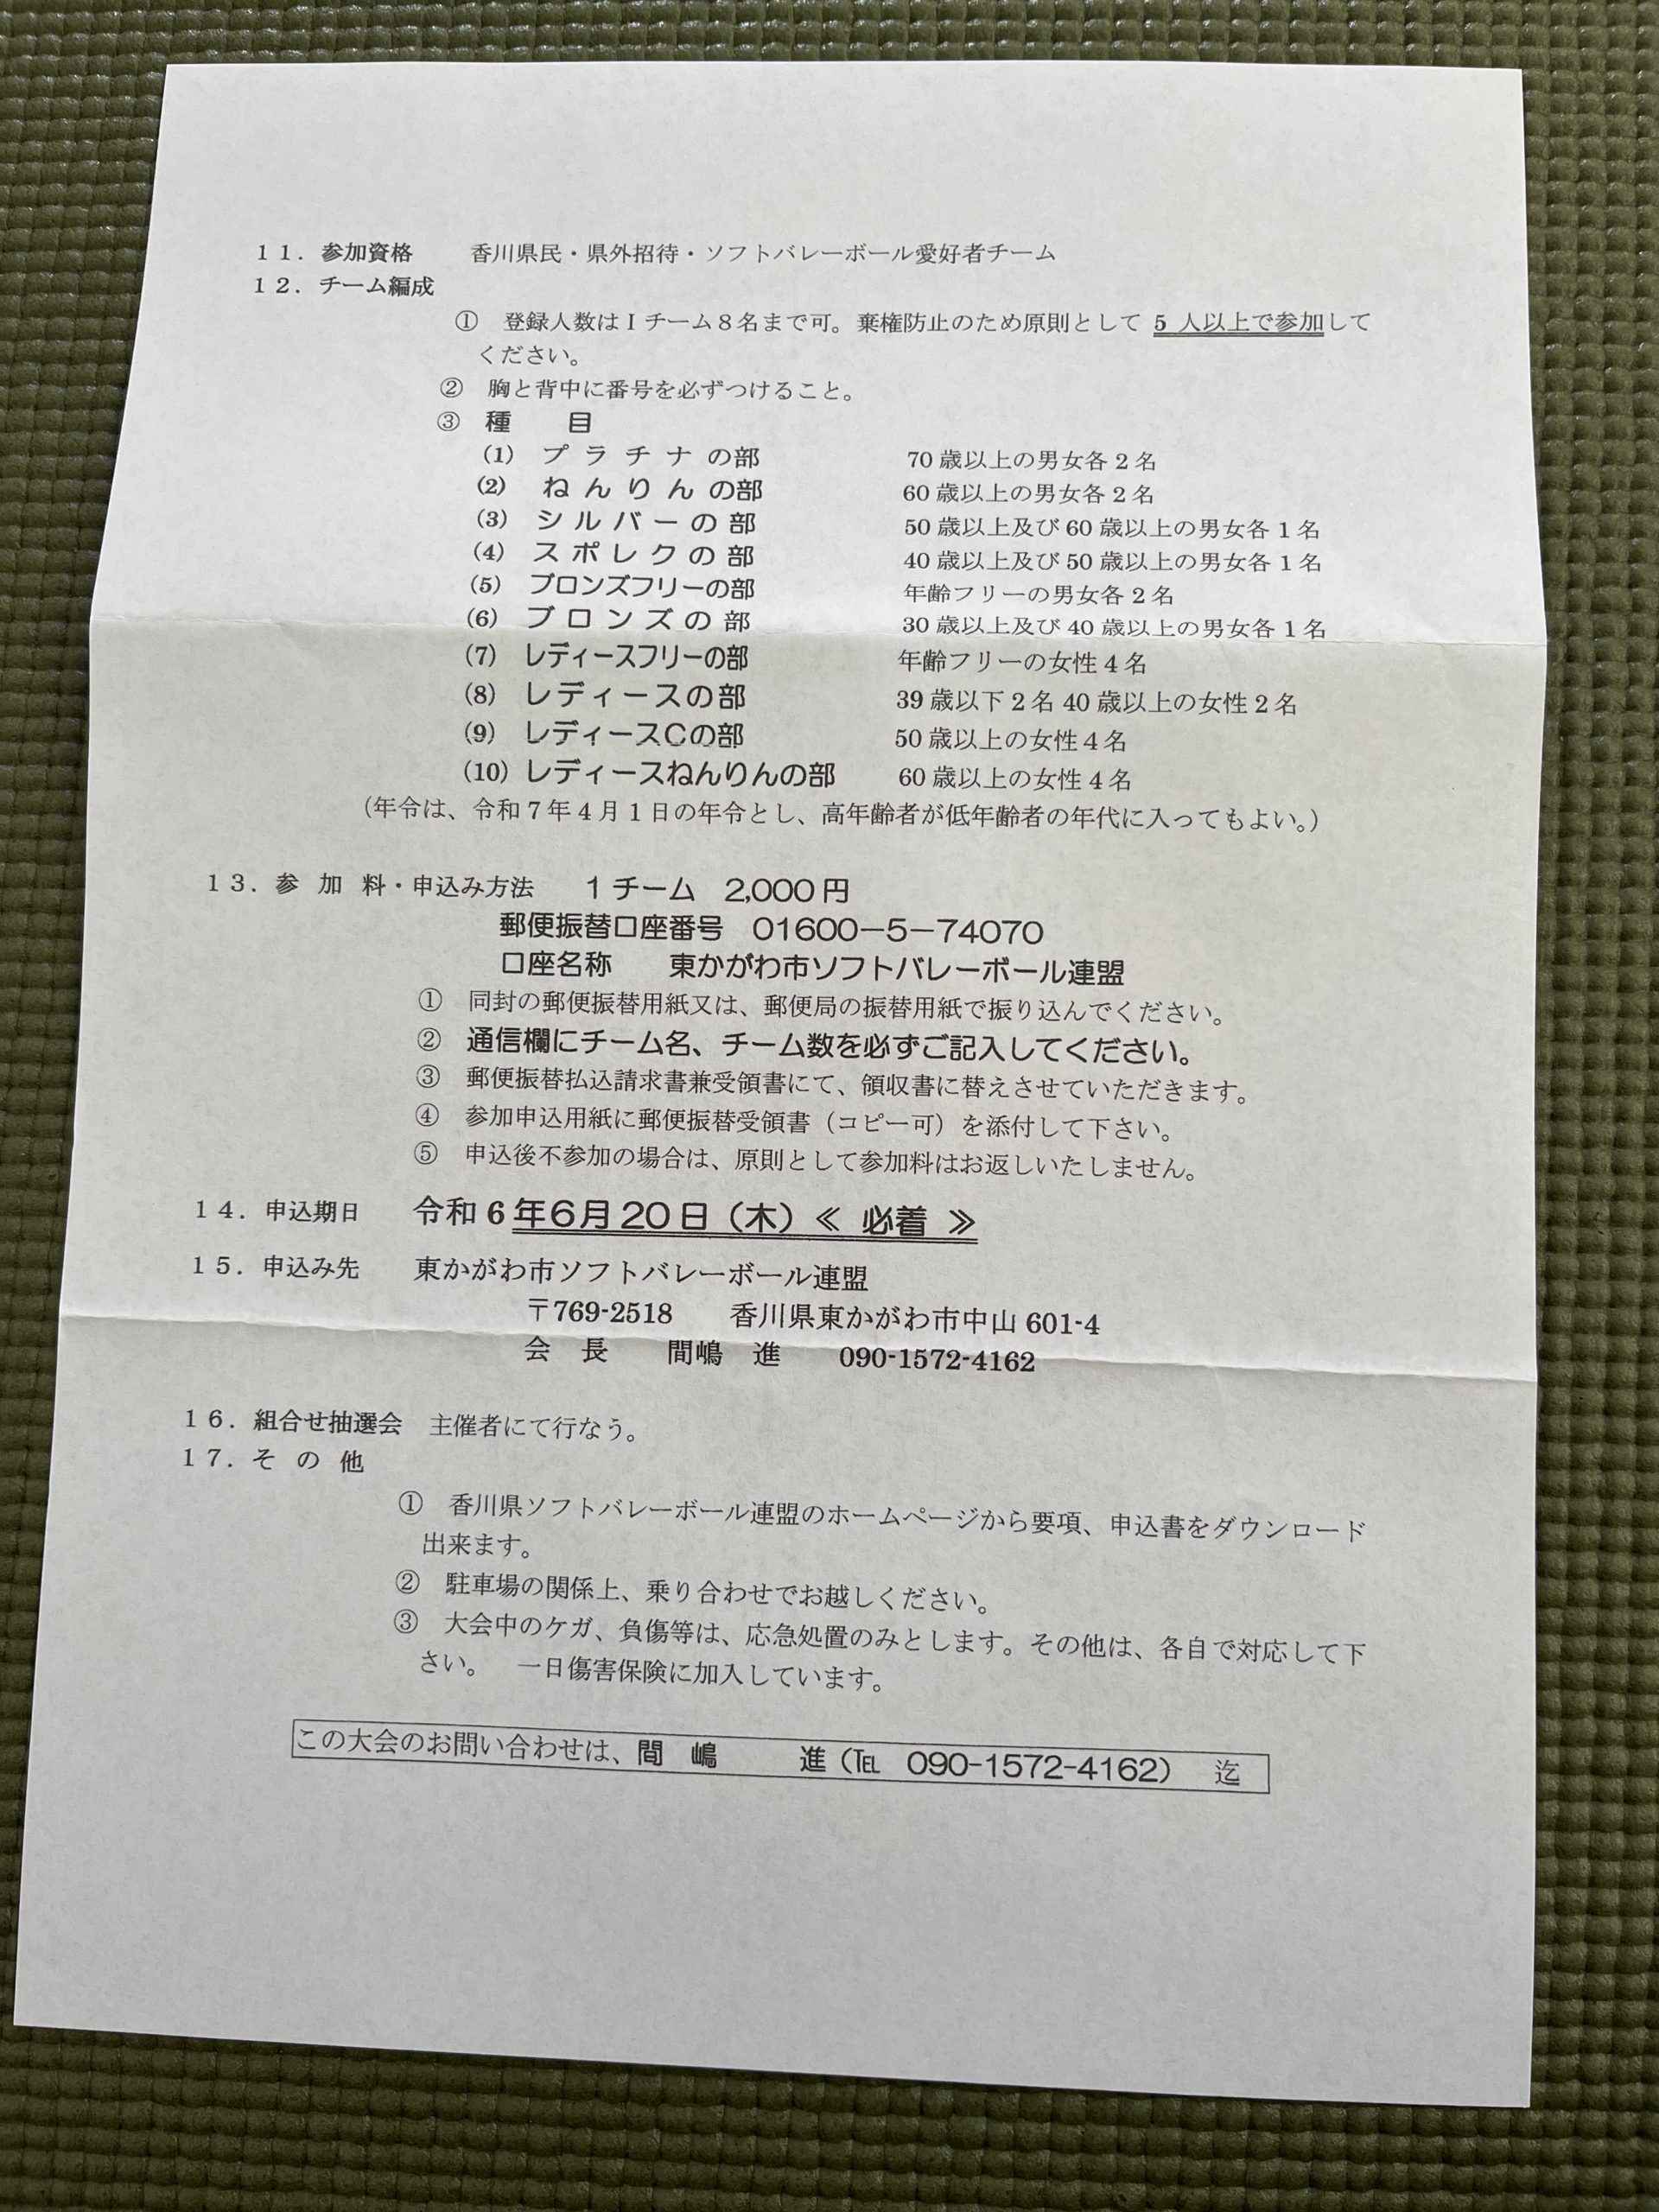 11. 参加資格 香川県民・県外招待・ソフトバレーボール愛好者チーム
12. チーム編成
① 登録人数はＩチーム８名まで可。棄権防止のため原則として 5 人以上で参加して
ください。
② 胸と背中に番号を必ずつけること。
③ 種 目
(1) プラチナの部 70歳以上の男女各2名
(2) ねんりんの部 60歳以上の男女各2名
(3) シルバーの部 50歳以上及び60歳以上の男女各1名
(4) スポレクの部 40歳以上及び50歳以上の男女各1名
(5) ブロンズフリーの部 年齢フリーの男女各2名
(6) ブロンズの部 30歳以上及び40歳以上の男女各1名
(7) レディースフリーの部 年齢フリーの女性4名
(8) レディースの部 39歳以下2名 40歳以上の女性2名
(9) レディースCの部 50歳以上の女性4名
(10) レディースねんりんの部 60歳以上の女性4名
（年令は、令和7年4月1日の年令とし、高年齢者が低年齢者の年代に入ってもよい。）
13. 参加料・申込み方法 1チーム 2,000円
郵便振替口座番号 01600－5－74070
口座名称 東かがわ市ソフトバレーボール連盟
① 同封の郵便振替用紙又は、郵便局の振替用紙で振り込んでください。
② 通信欄にチーム名、チーム数を必ずご記入してください。
③ 郵便振替払込請求書兼受領書にて、領収書に替えさせていただきます。
④ 参加申込用紙に郵便振替受領書（コピー可）を添付して下さい。
⑤ 申込後不参加の場合は、原則として参加料はお返しいたしません。
14. 申込期日 令和6年6月20日（木）≪ 必着 ≫
15. 申込み先 東かがわ市ソフトバレーボール連盟
〒769-2518 香川県東かがわ市中山601-4
会 長 間嶋 進 090-1572-4162
16. 組合せ抽選会 主催者にて行なう。
17. その他
① 香川県ソフトバレーボール連盟のホームページから要項、申込書をダウンロード
出来ます。
② 駐車場の関係上、乗り合わせでお越しください。
③ 大会中のケガ、負傷等は、応急処置のみとします。その他は、各自で対応して下
さい。 一日傷害保険に加入しています。
この大会のお問い合わせは、間 嶋 進（℡ 090-1572-4162） 迄